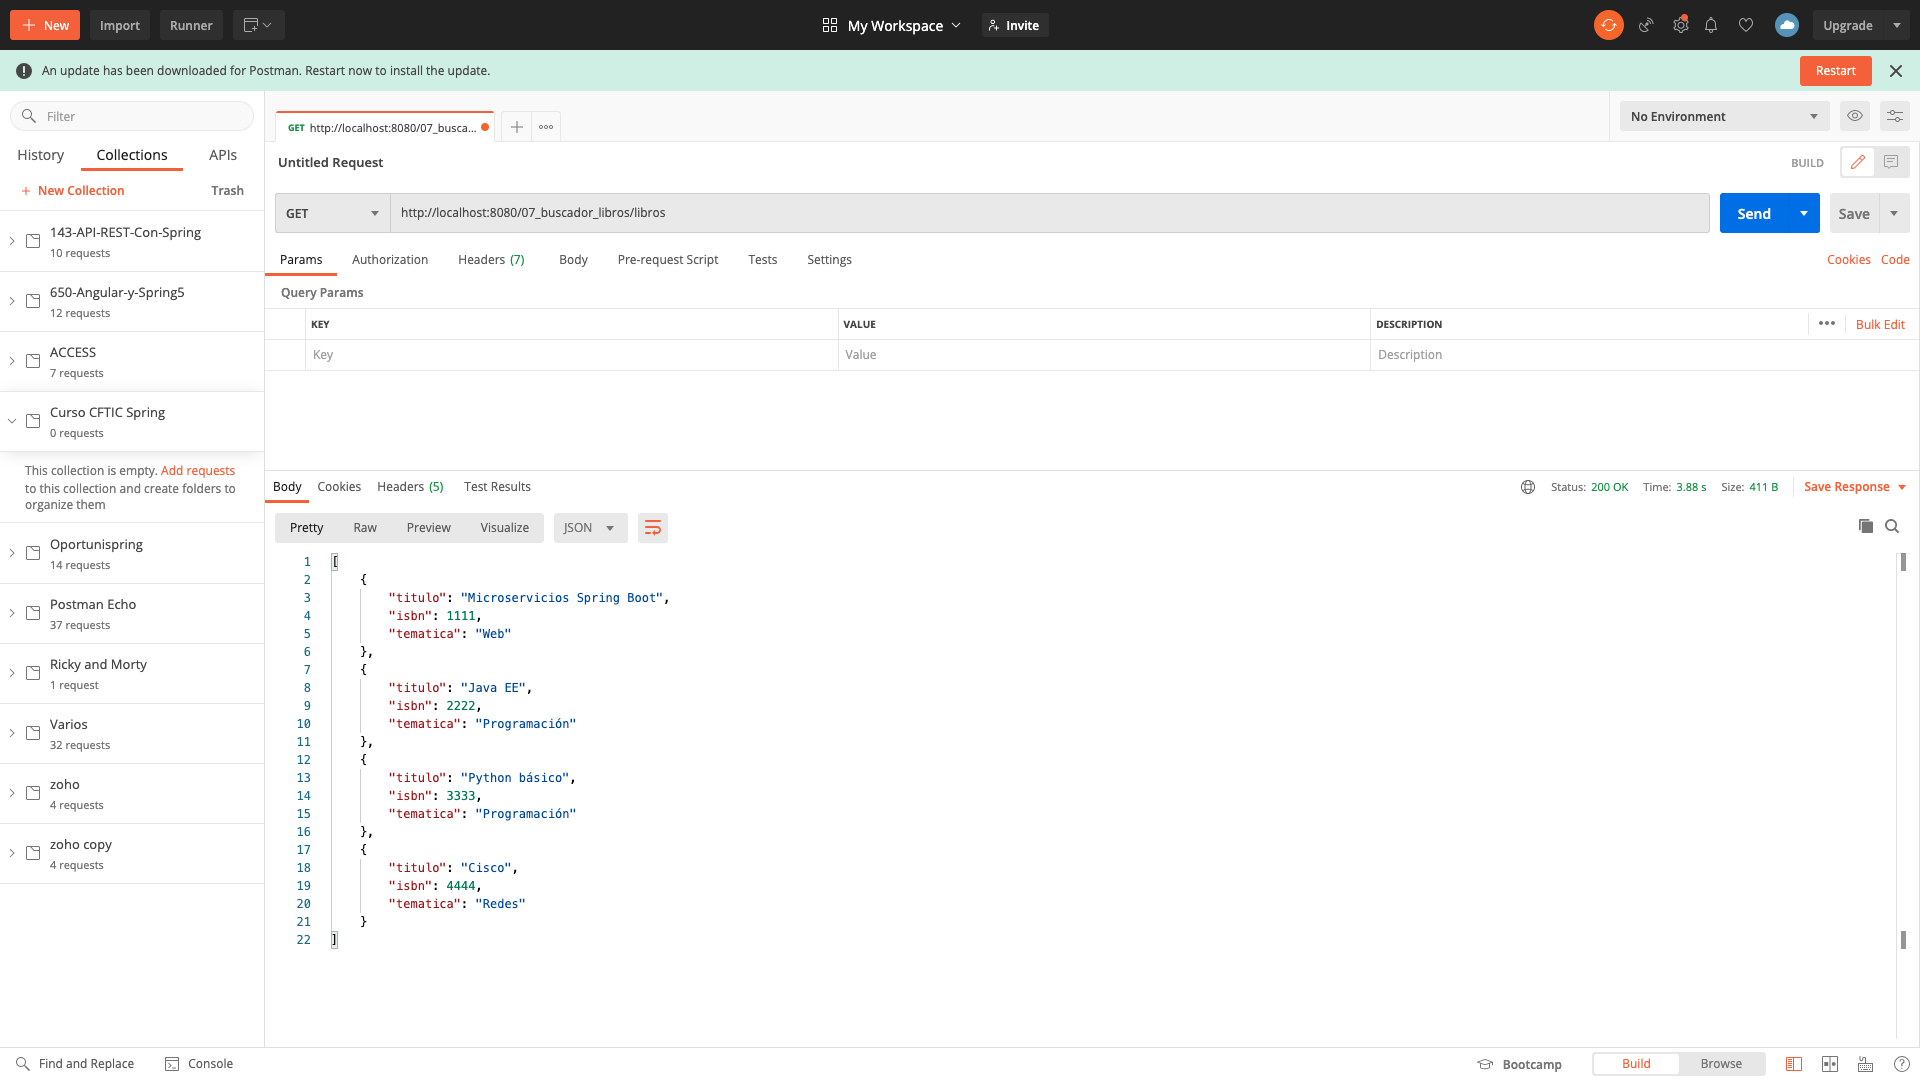 New Import Runner My Workspace Invite Upgrade
An update has been downloaded for Postman. Restart now to install the update. Restart
Filter
History Collections APIs
+ New Collection Trash
143-API-REST-Con-Spring
10 requests
650-Angular-y-Spring5
12 requests
ACCESS
7 requests
Curso CFTIC Spring
0 requests
This collection is empty. Add requests
to this collection and create folders to
organize them
Oportunispring
14 requests
Postman Echo
37 requests
Ricky and Morty
1 request
Varios
32 requests
zoho
4 requests
zoho copy
4 requests
GET http://localhost:8080/07_busca...
No Environment
Untitled Request BUILD
GET http://localhost:8080/07_buscador_libros/libros Send Save
Params Authorization Headers (7) Body Pre-request Script Tests Settings Cookies Code
Query Params
KEY VALUE DESCRIPTION ••• Bulk Edit
Key Value Description
Body Cookies Headers (5) Test Results Status: 200 OK Time: 3.88 s Size: 411 B Save Response
Pretty Raw Preview Visualize JSON
1 [
2 {
3 "titulo": "Microservicios Spring Boot",
4 "isbn": 1111,
5 "tematica": "Web"
6 },
7 {
8 "titulo": "Java EE",
9 "isbn": 2222,
10 "tematica": "Programación"
11 },
12 {
13 "titulo": "Python básico",
14 "isbn": 3333,
15 "tematica": "Programación"
16 },
17 {
18 "titulo": "Cisco",
19 "isbn": 4444,
20 "tematica": "Redes"
21 }
22 ]
Find and Replace Console Bootcamp Build Browse